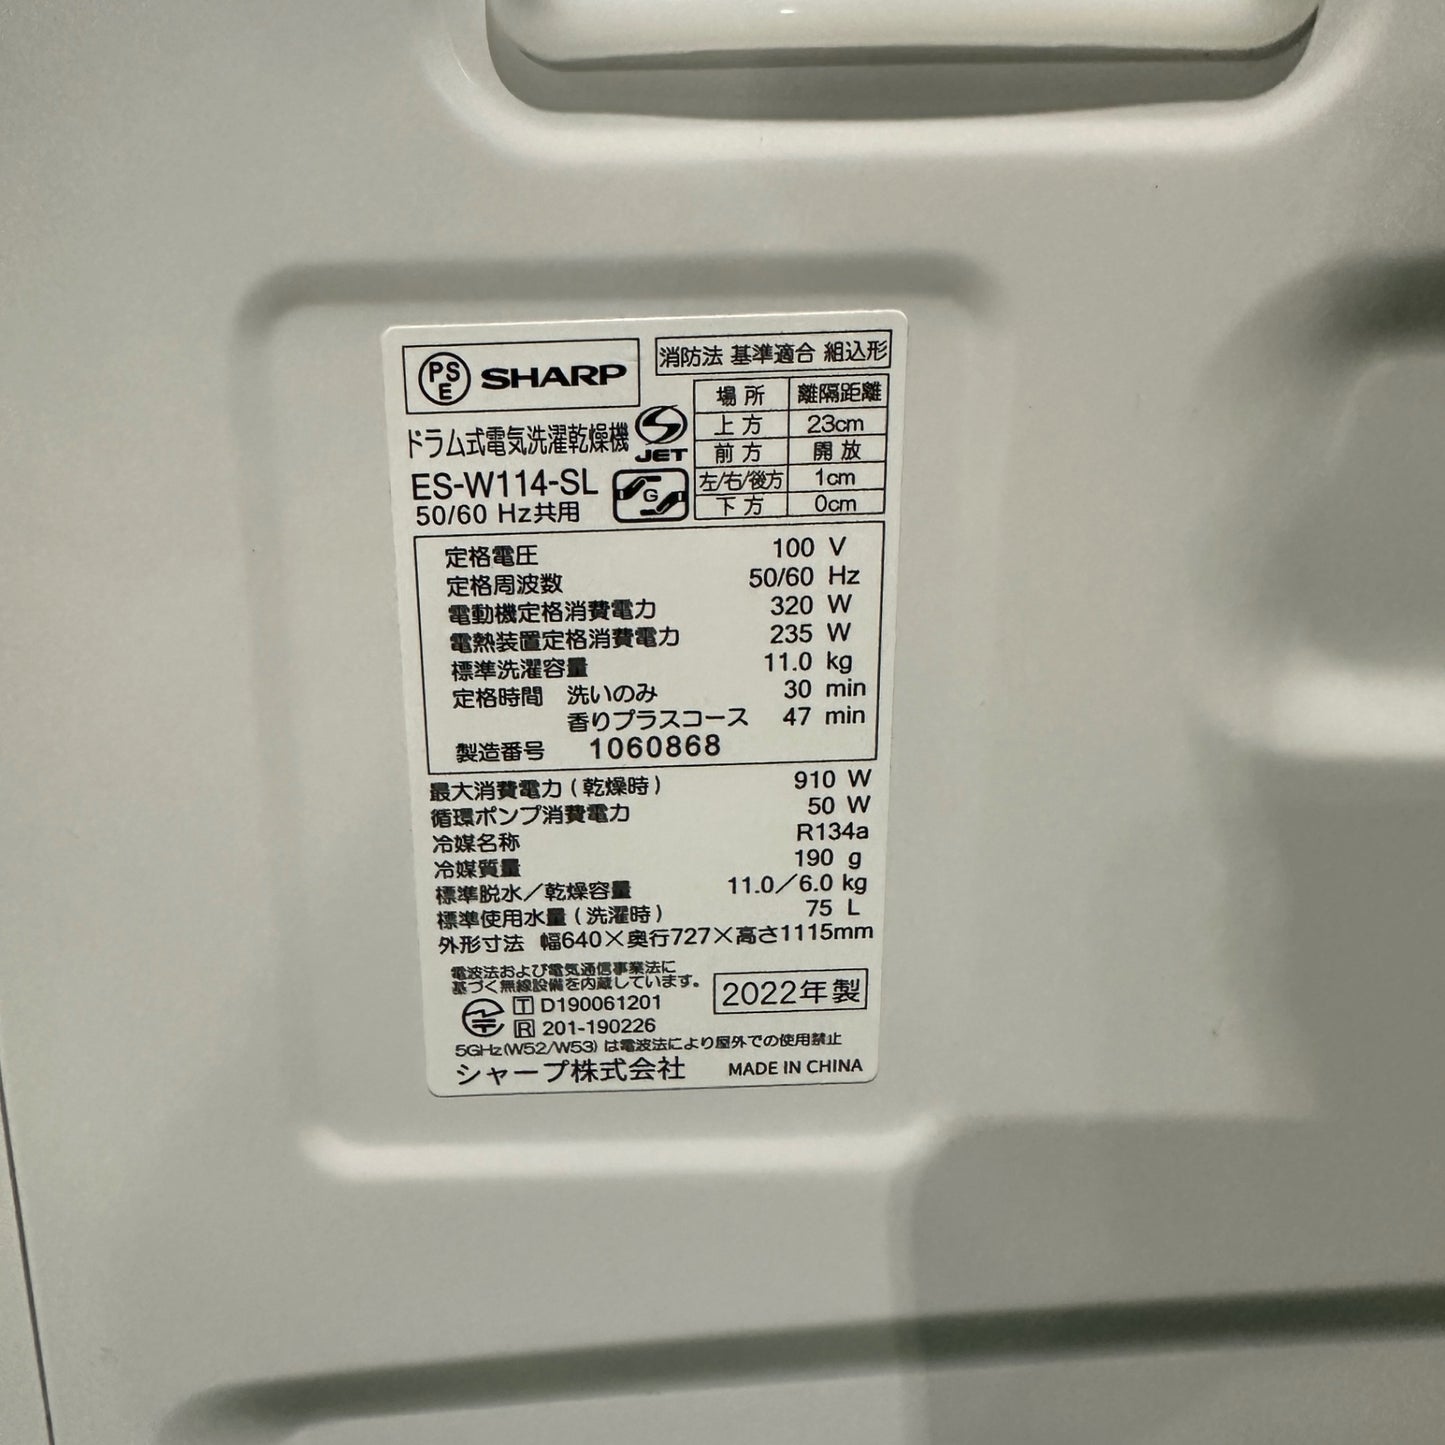 PSE SHARP
消防法 基準適合 組込形
場所 離隔距離
上方 23cm
前方 開放
左/右/後方 1cm
下方 0cm
ドラム式電気洗濯乾燥機
JET
ES-W114-SL
G
50/60 Hz共用
定格電圧 100 V
定格周波数 50/60 Hz
電動機定格消費電力 320 W
電熱装置定格消費電力 235 W
標準洗濯容量 11.0 kg
定格時間 洗いのみ 30 min
香りプラスコース 47 min
製造番号 1060868
最大消費電力(乾燥時) 910 W
循環ポンプ消費電力 50 W
冷媒名称 R134a
冷媒質量 190 g
標準脱水/乾燥容量 11.0/6.0 kg
標準使用水量(洗濯時) 75 L
外形寸法 幅640×奥行727×高さ1115mm
電波法および電気通信事業法に
基づく無線設備を内蔵しています。
T D190061201
R 201-190226
2022年製
5GHz(W52/W53)は電波法により屋外での使用禁止
シャープ株式会社 MADE IN CHINA